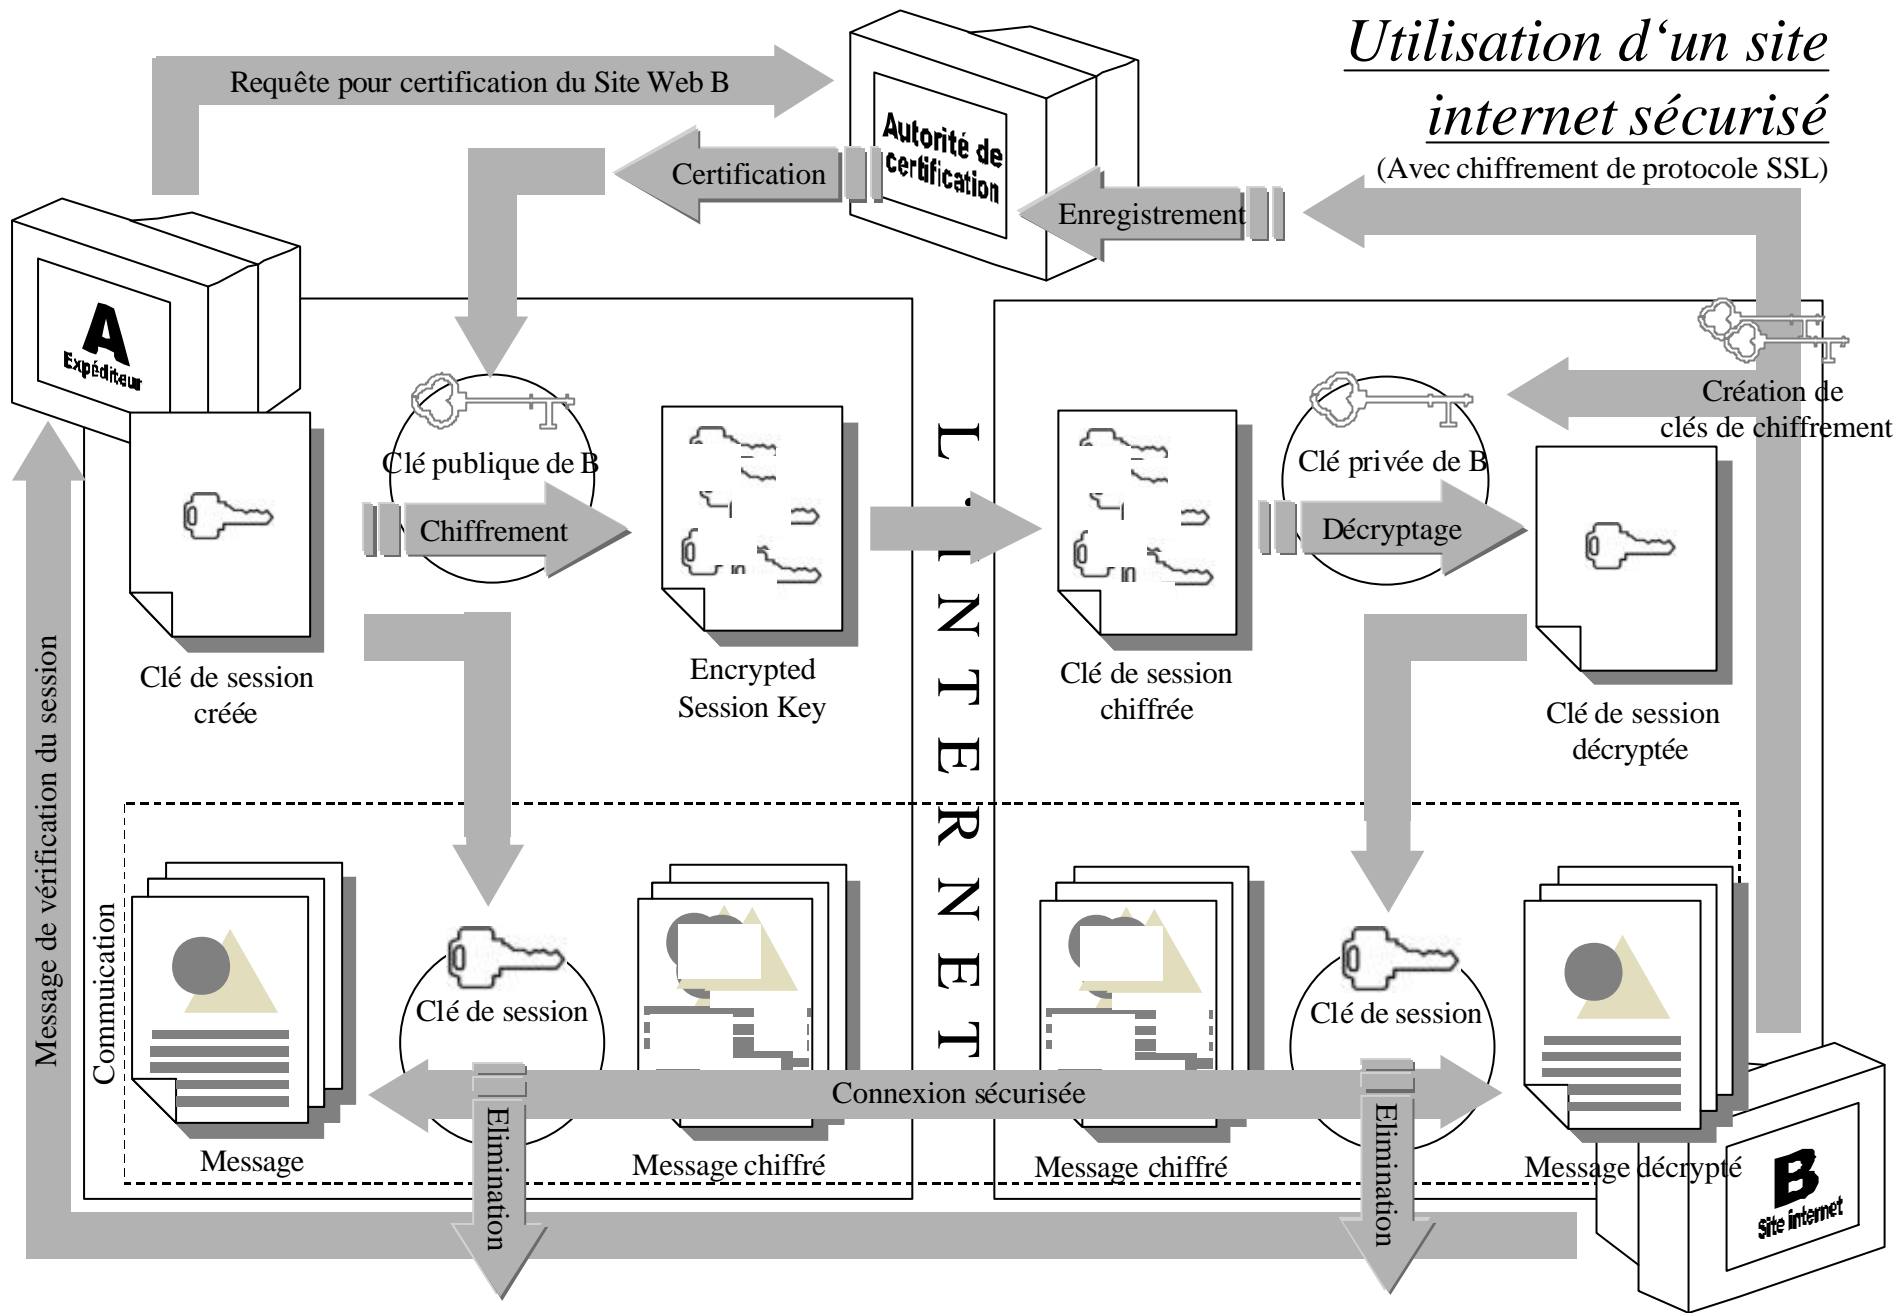 Utilisation d‘un site
internet sécurisé
(Avec chiffrement de protocole SSL)
Requête pour certification du Site Web B
Autorité de
certification
Certification
Enregistrement
A
Expéditeur
Création de
clés de chiffrement
Clé publique de B
Chiffrement
Clé privée de B
Décryptage
L'INTERNET
Clé de session
créée
Encrypted
Session Key
Clé de session
chiffrée
Clé de session
décryptée
Message de vérification du session
Commuication
Clé de session
Clé de session
Connexion sécurisée
Elimination
Elimination
Message
Message chiffré
Message chiffré
Message décrypté
B
Site internet